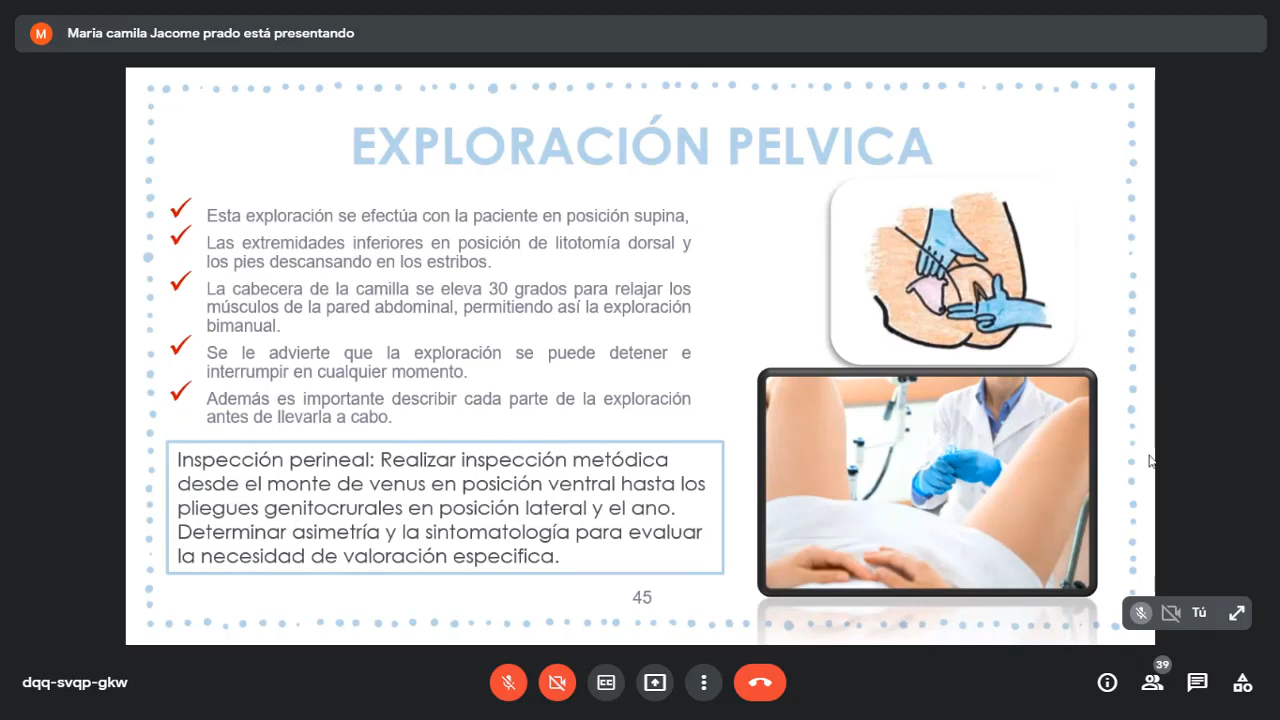 M
Maria camila Jacome prado está presentando
EXPLORACIÓN PELVICA
Esta exploración se efectúa con la paciente en posición supina,
Las extremidades inferiores en posición de litotomía dorsal y
los pies descansando en los estribos.
La cabecera de la camilla se eleva 30 grados para relajar los
músculos de la pared abdominal, permitiendo así la exploración
bimanual.
Se le advierte que la exploración se puede detener e
interrumpir en cualquier momento.
Además es importante describir cada parte de la exploración
antes de llevarla a cabo.
Inspección perineal: Realizar inspección metódica
desde el monte de venus en posición ventral hasta los
pliegues genitocrurales en posición lateral y el ano.
Determinar asimetría y la sintomatología para evaluar
la necesidad de valoración especifica.
45
Tú
dqq-svqp-gkw
CC
39